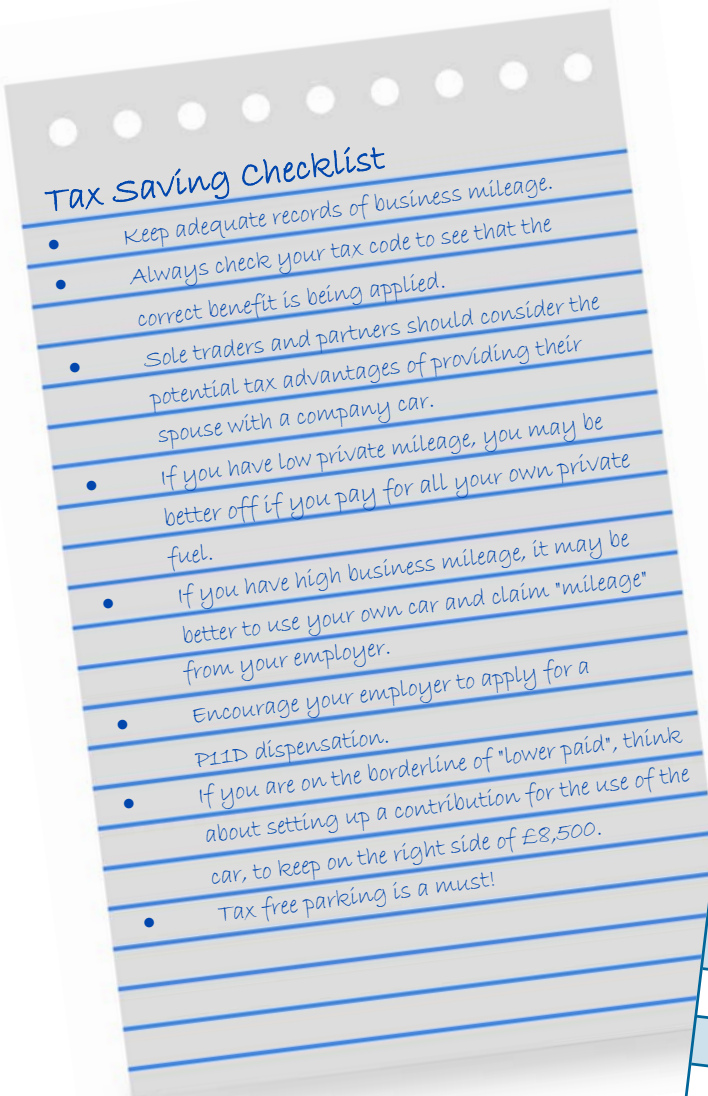 Tax Saving Checklist
• Keep adequate records of business mileage.
• Always check your tax code to see that the
correct benefit is being applied.
• Sole traders and partners should consider the
potential tax advantages of providing their
spouse with a company car.
• If you have low private mileage, you may be
better off if you pay for all your own private
fuel.
• If you have high business mileage, it may be
better to use your own car and claim "mileage"
from your employer.
• Encourage your employer to apply for a
P11D dispensation.
• If you are on the borderline of "lower paid", think
about setting up a contribution for the use of the
car, to keep on the right side of £8,500.
• Tax free parking is a must!